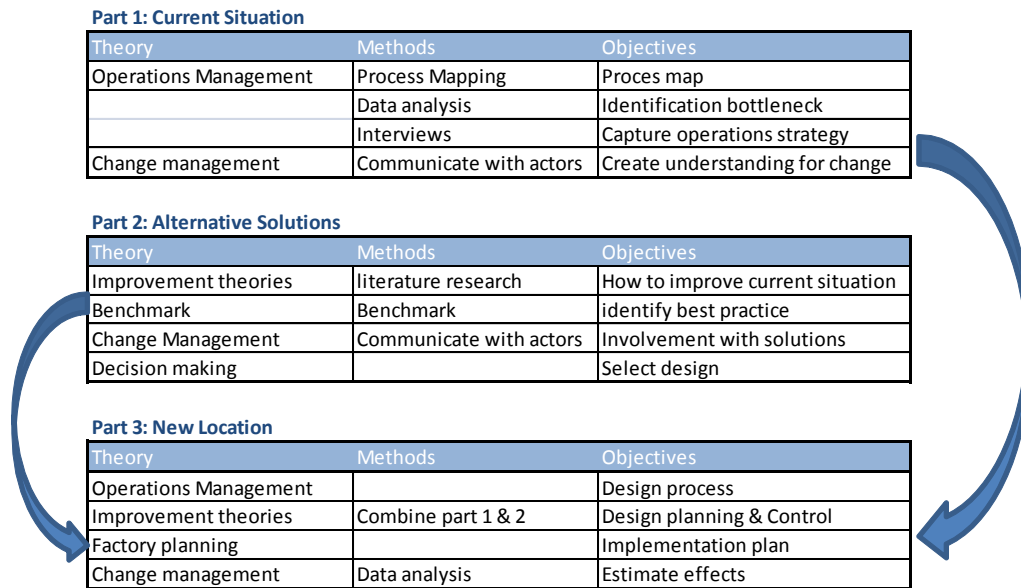 Part 1: Current Situation
Theory Methods Objectives
Operations Management Process Mapping Proces map
Data analysis Identification bottleneck
Interviews Capture operations strategy
Change management Communicate with actors Create understanding for change
Part 2: Alternative Solutions
Theory Methods Objectives
Improvement theories literature research How to improve current situation
Benchmark Benchmark identify best practice
Change Management Communicate with actors Involvement with solutions
Decision making Select design
Part 3: New Location
Theory Methods Objectives
Operations Management Design process
Improvement theories Combine part 1 & 2 Design planning & Control
Factory planning Implementation plan
Change management Data analysis Estimate effects